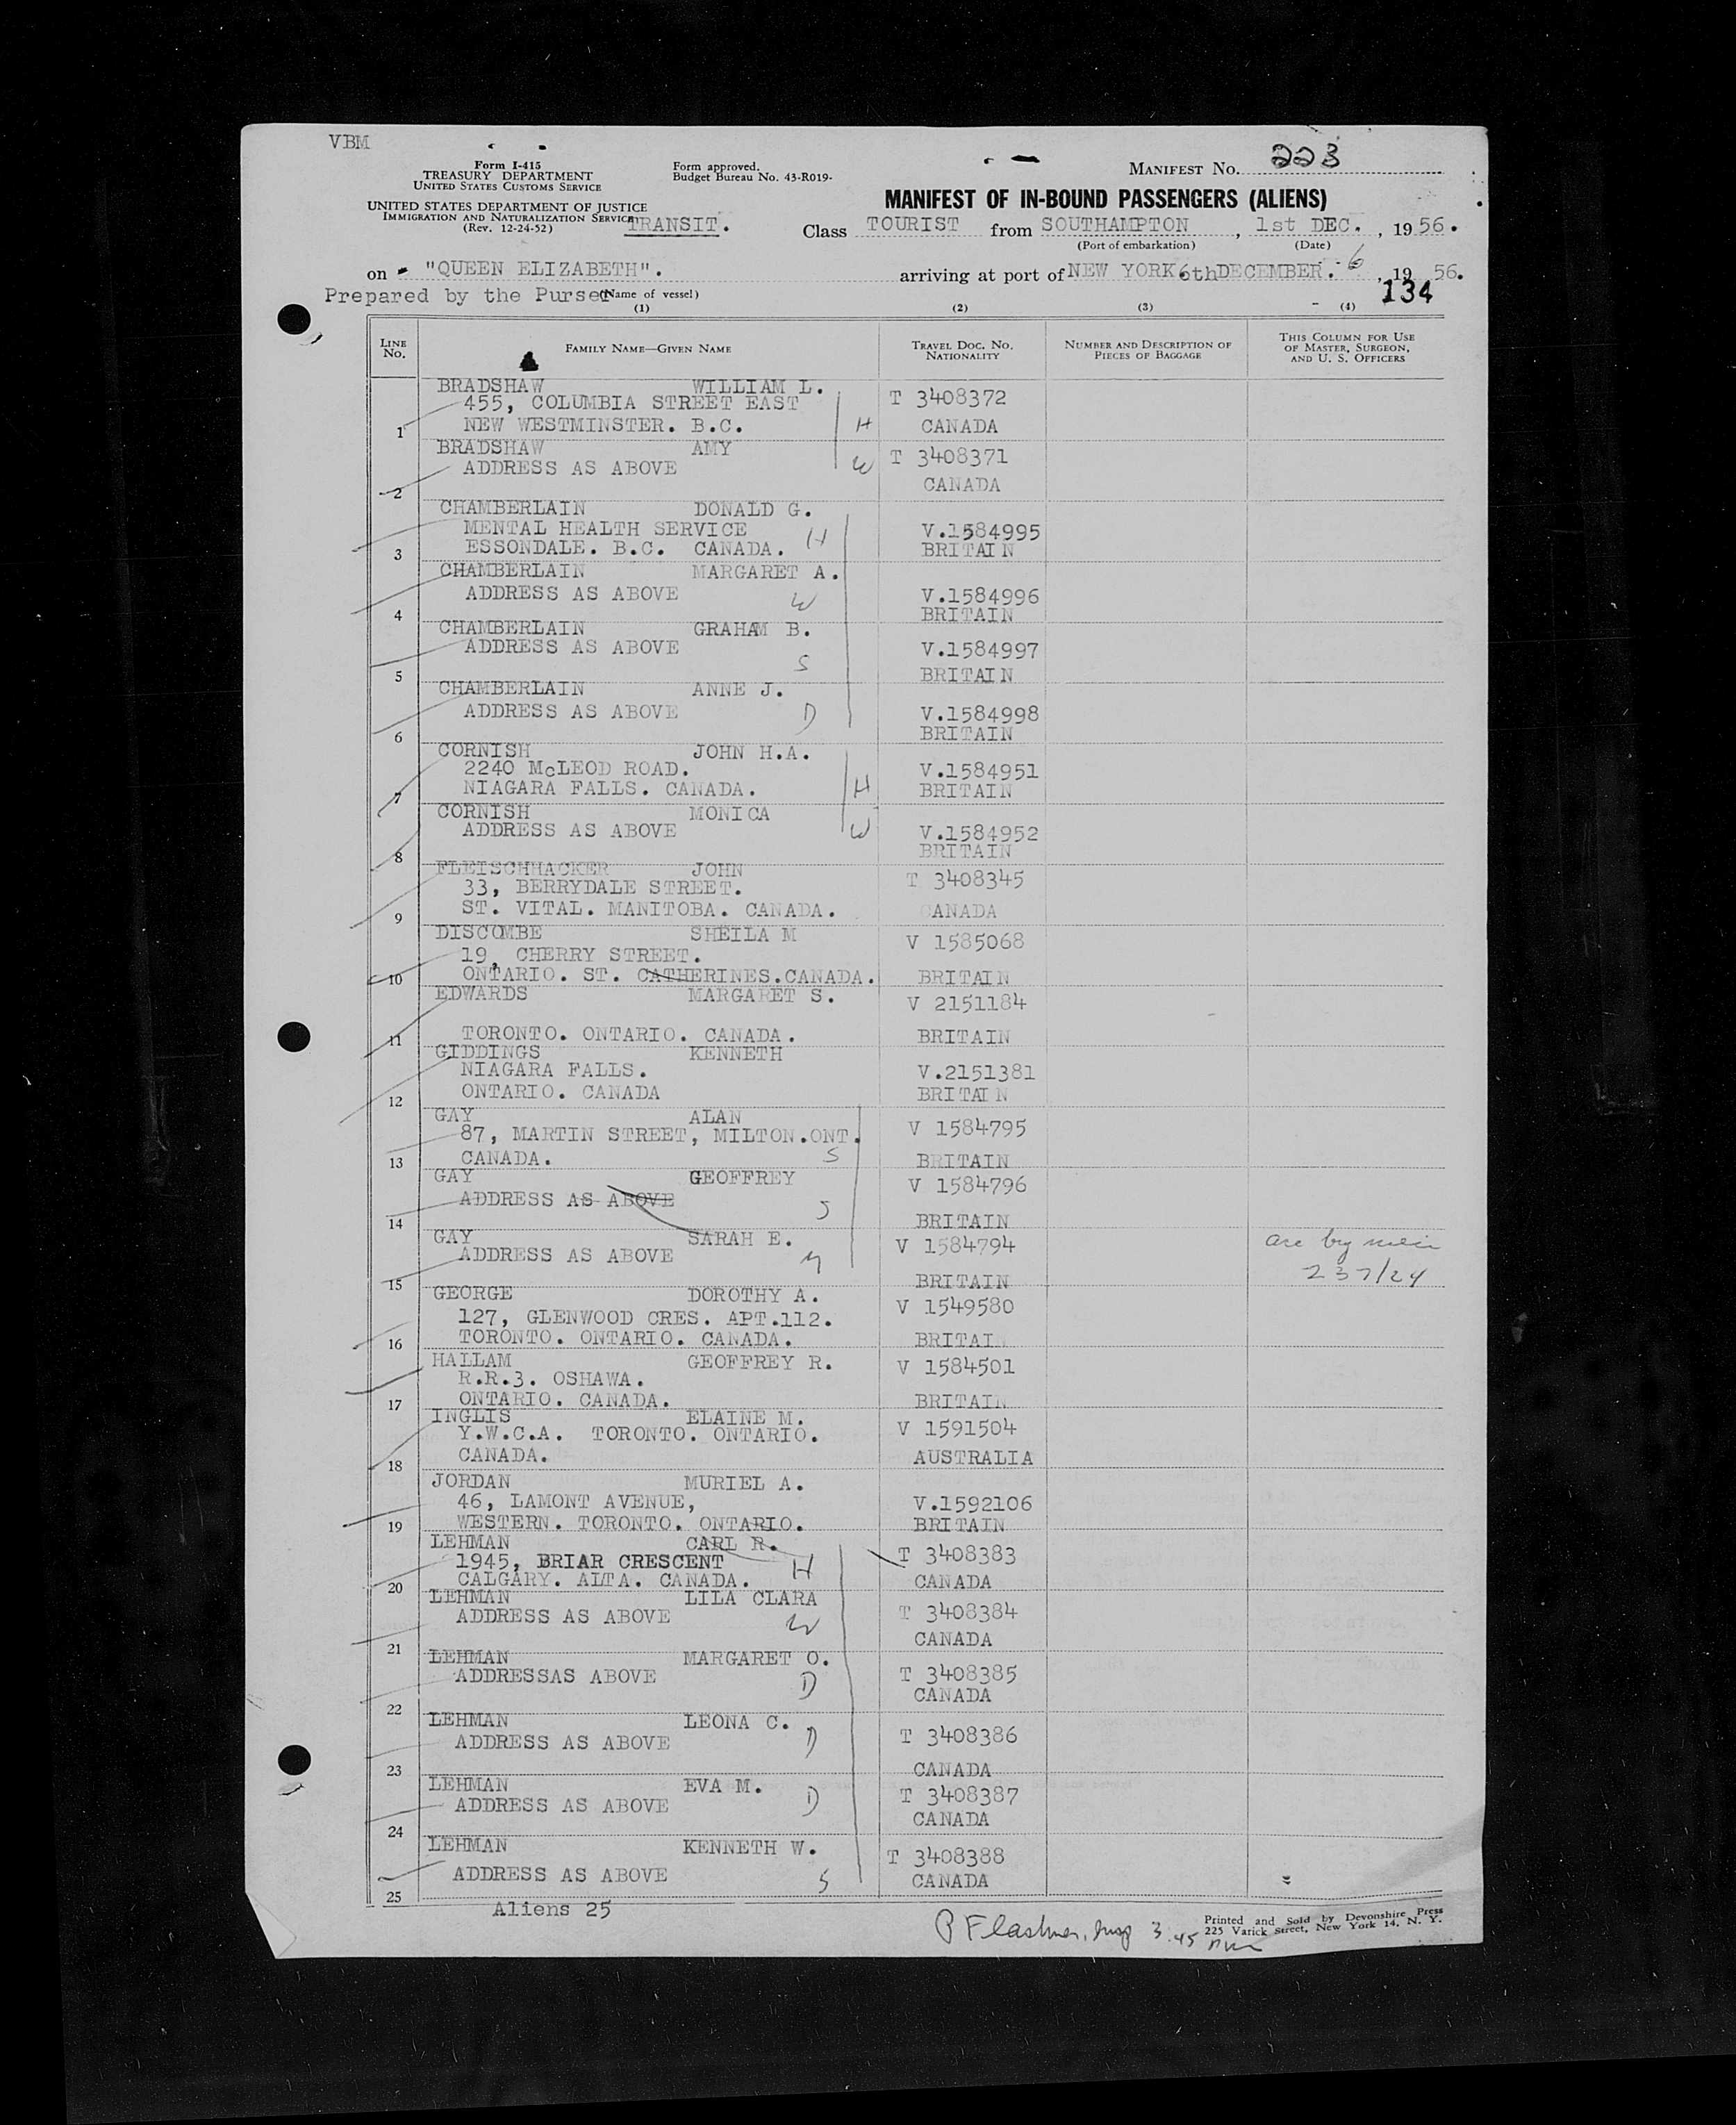 VBM
Form I-415
TREASURY DEPARTMENT
UNITED STATES CUSTOMS SERVICE
Form approved.
Budget Bureau No. 43-R019-
MANIFEST NO. 223
UNITED STATES DEPARTMENT OF JUSTICE
IMMIGRATION AND NATURALIZATION SERVICE
(Rev. 12-24-52)
TRANSIT.
MANIFEST OF IN-BOUND PASSENGERS (ALIENS)
Class TOURIST from SOUTHAMPTON, 1st DEC., 1956.
(Port of embarkation) (Date)
on "QUEEN ELIZABETH". arriving at port of NEW YORK 6thDECEMBER. 6, 19 56.
Prepared by the Purser (Name of vessel) 134
(1) (2) (3) (4)
LINE No. FAMILY NAME—GIVEN NAME TRAVEL DOC. NO. NATIONALITY NUMBER AND DESCRIPTION OF PIECES OF BAGGAGE THIS COLUMN FOR USE OF MASTER, SURGEON, AND U. S. OFFICERS
BRADSHAW WILLIAM L. T 3408372
455, COLUMBIA STREET EAST
1 NEW WESTMINSTER. B.C. H CANADA
BRADSHAW AMY T 3408371
ADDRESS AS ABOVE W
2 CANADA
CHAMBERLAIN DONALD G.
MENTAL HEALTH SERVICE V.1584995
3 ESSONDALE. B.C. CANADA. H BRITAIN
CHAMBERLAIN MARGARET A.
ADDRESS AS ABOVE W V.1584996
4 BRITAIN
CHAMBERLAIN GRAHAM B.
ADDRESS AS ABOVE S V.1584997
5 BRITAIN
CHAMBERLAIN ANNE J.
ADDRESS AS ABOVE D V.1584998
6 BRITAIN
CORNISH JOHN H.A.
2240 McLEOD ROAD. V.1584951
7 NIAGARA FALLS. CANADA. H BRITAIN
CORNISH MONICA
ADDRESS AS ABOVE W V.1584952
8 BRITAIN
FLEISCHHACKER JOHN T 3408345
33, BERRYDALE STREET.
9 ST. VITAL. MANITOBA. CANADA. CANADA
DISCOMBE SHEILA M V 1585068
19, CHERRY STREET.
10 ONTARIO. ST. CATHERINES.CANADA. BRITAIN
EDWARDS MARGARET S. V 2151184
11 TORONTO. ONTARIO. CANADA. BRITAIN
GIDDINGS KENNETH
NIAGARA FALLS. V.2151381
12 ONTARIO. CANADA BRITAIN
GAY ALAN V 1584795
87, MARTIN STREET, MILTON.ONT.
13 CANADA. S BRITAIN
GAY GEOFFREY V 1584796
ADDRESS AS ABOVE S
14 BRITAIN
GAY SARAH E. V 1584794
ADDRESS AS ABOVE M 237/24
15 BRITAIN
GEORGE DOROTHY A. V 1549580
127, GLENWOOD CRES. APT.112.
16 TORONTO. ONTARIO. CANADA. BRITAI
HALLAM GEOFFREY R. V 1584501
R.R.3. OSHAWA.
17 ONTARIO. CANADA. BRITAIN
INGLIS ELAINE M. V 1591504
Y.W.C.A. TORONTO. ONTARIO.
18 CANADA. AUSTRALIA
JORDAN MURIEL A.
46, LAMONT AVENUE, V.1592106
19 WESTERN. TORONTO. ONTARIO. BRITAIN
LEHMAN CARL R. T 3408383
1945, BRIAR CRESCENT H
20 CALGARY. ALTA. CANADA. CANADA
LEHMAN LILA CLARA T 3408384
ADDRESS AS ABOVE W
21 CANADA
LEHMAN MARGARET O. T 3408385
ADDRESSAS ABOVE D
22 CANADA
LEHMAN LEONA C. T 3408386
ADDRESS AS ABOVE D
23 CANADA
LEHMAN EVA M. T 3408387
ADDRESS AS ABOVE D
24 CANADA
LEHMAN KENNETH W. T 3408388
ADDRESS AS ABOVE S CANADA
25
Aliens 25
3.45
Printed and Sold by Devonshire Press
225 Varick Street, New York 14, N. Y.